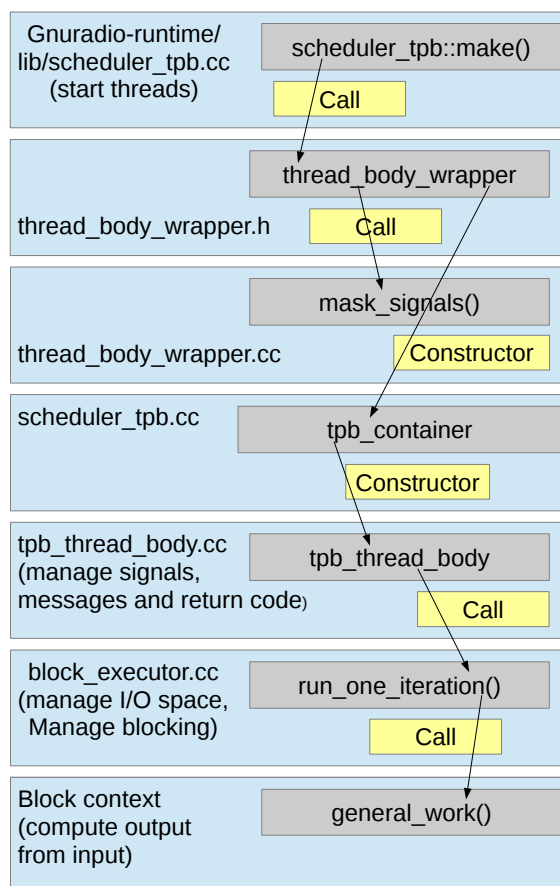 Gnuradio-runtime/
lib/scheduler_tpb.cc
(start threads)
scheduler_tpb::make()
Call
thread_body_wrapper
thread_body_wrapper.h
Call
mask_signals()
thread_body_wrapper.cc
Constructor
scheduler_tpb.cc
tpb_container
Constructor
tpb_thread_body.cc
(manage signals,
messages and return code)
tpb_thread_body
Call
block_executor.cc
(manage I/O space,
Manage blocking)
run_one_iteration()
Call
Block context
(compute output
from input)
general_work()